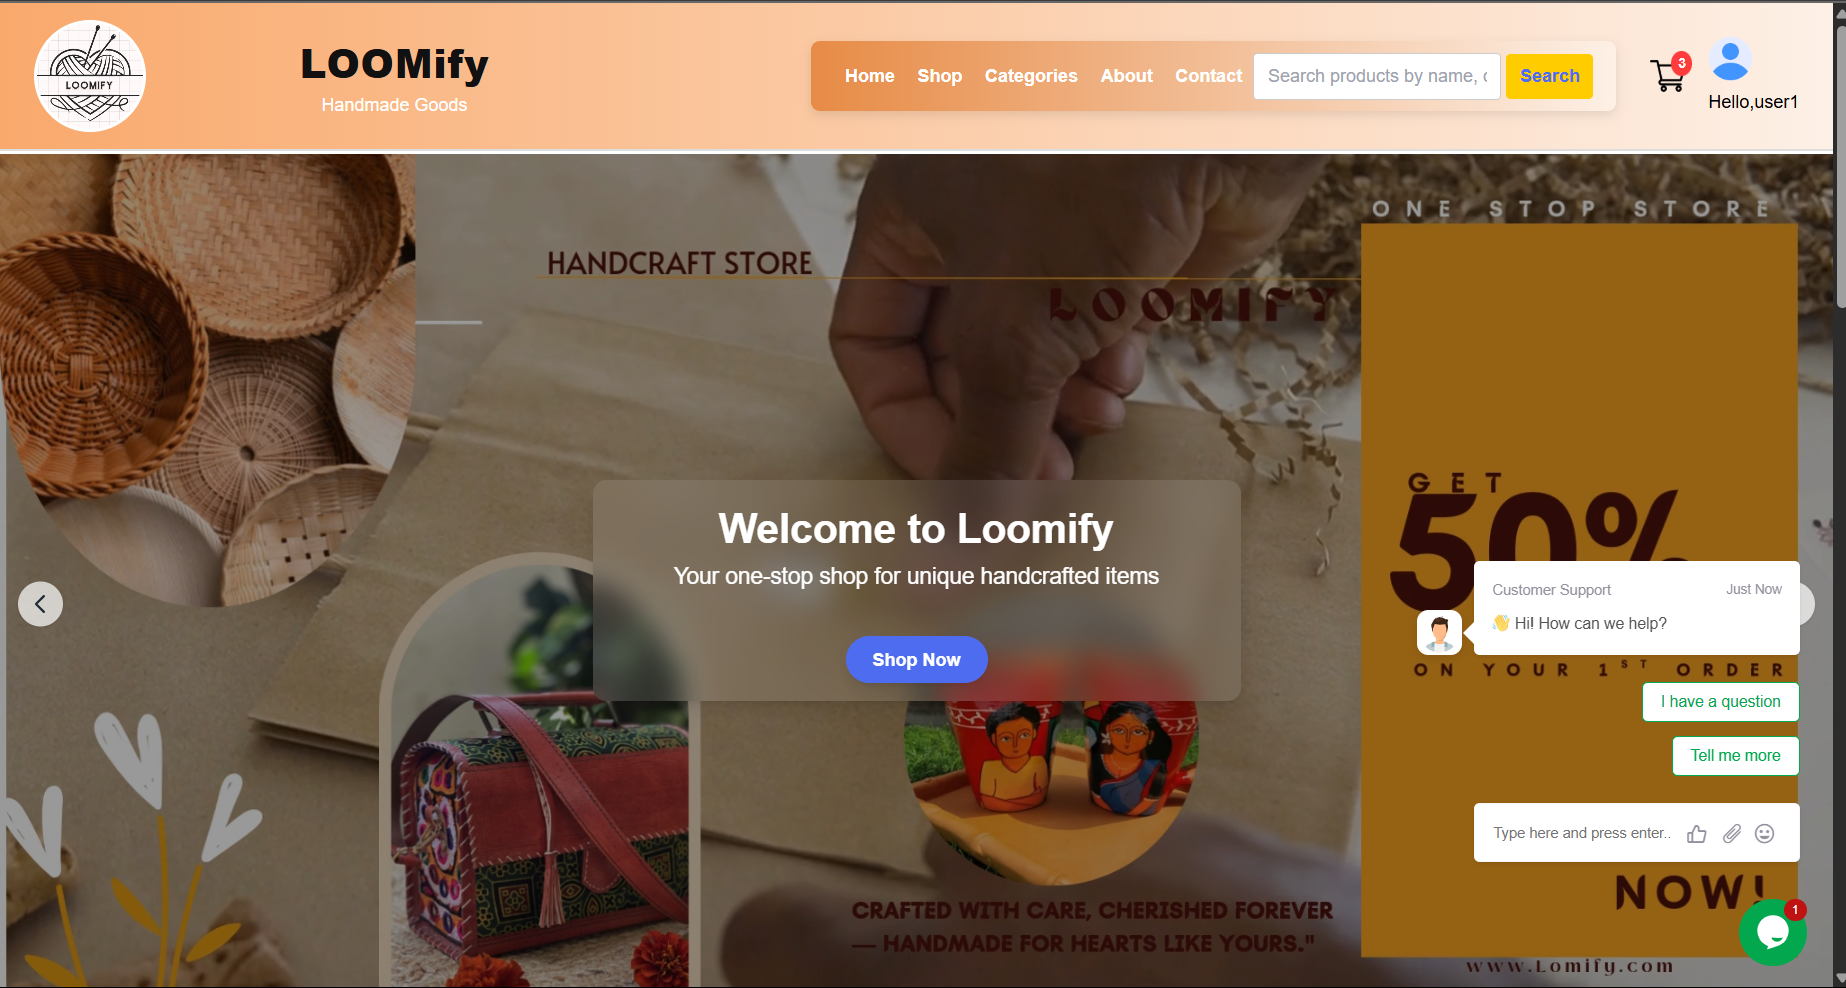 LOOMIFY
LOOMify
Handmade Goods
Home Shop Categories About Contact Search products by name, c Search
3
Hello,user1
ONE STOP STORE
HANDCRAFT STORE
LOOMIFY
GET
50%
Welcome to Loomify
Your one-stop shop for unique handcrafted items
Shop Now
Customer Support Just Now
👋 Hi! How can we help?
ON YOUR 1ST ORDER
I have a question
Tell me more
Type here and press enter..
NOW!
1
CRAFTED WITH CARE, CHERISHED FOREVER
— HANDMADE FOR HEARTS LIKE YOURS."
www.Lomify.com